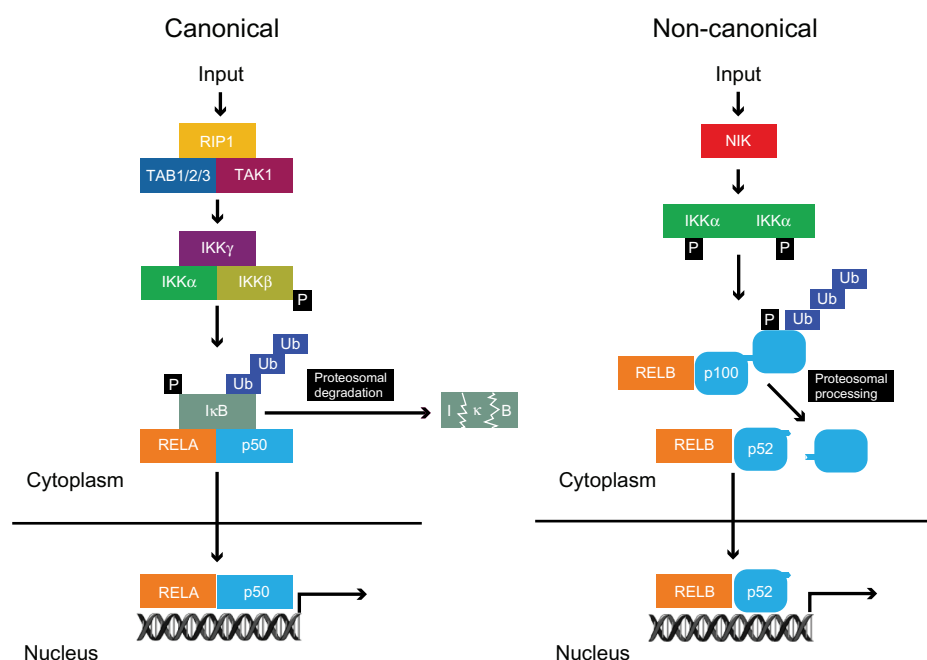 Canonical
Input
RIP1
TAB1/2/3 TAK1
IKKγ
IKKα IKKβ
P
Ub
Ub
Ub
P
IκB
Proteosomal
degradation
I κ B
RELA p50
Cytoplasm
RELA p50
Nucleus
Non-canonical
Input
NIK
IKKα IKKα
P P
Ub
Ub
Ub
P
RELB p100
Proteosomal
processing
RELB p52
Cytoplasm
RELB p52
Nucleus